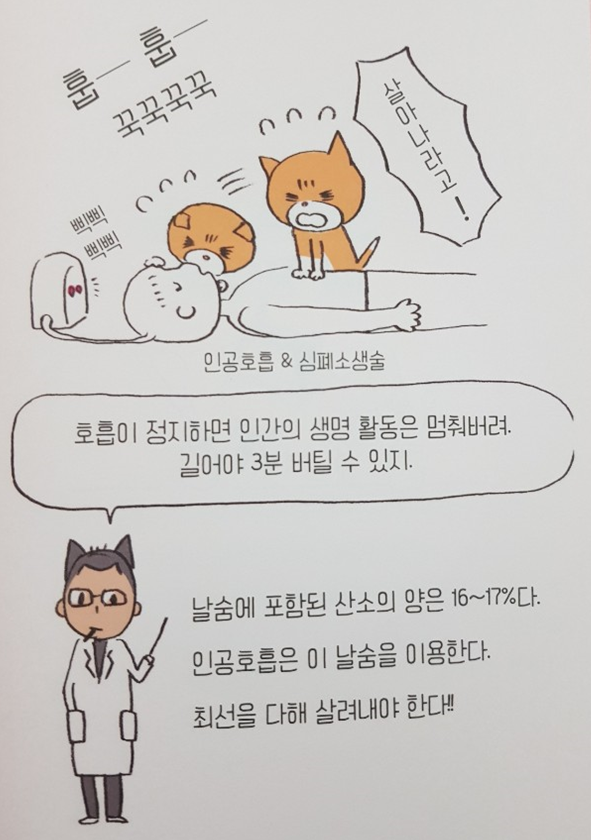 훕— 훕—
꾹꾹꾹꾹
살아나라고—!
삑삑
삑삑
인공호흡 & 심폐소생술
호흡이 정지하면 인간의 생명 활동은 멈춰버려.
길어야 3분 버틸 수 있지.
날숨에 포함된 산소의 양은 16~17%다.
인공호흡은 이 날숨을 이용한다.
최선을 다해 살려내야 한다!!